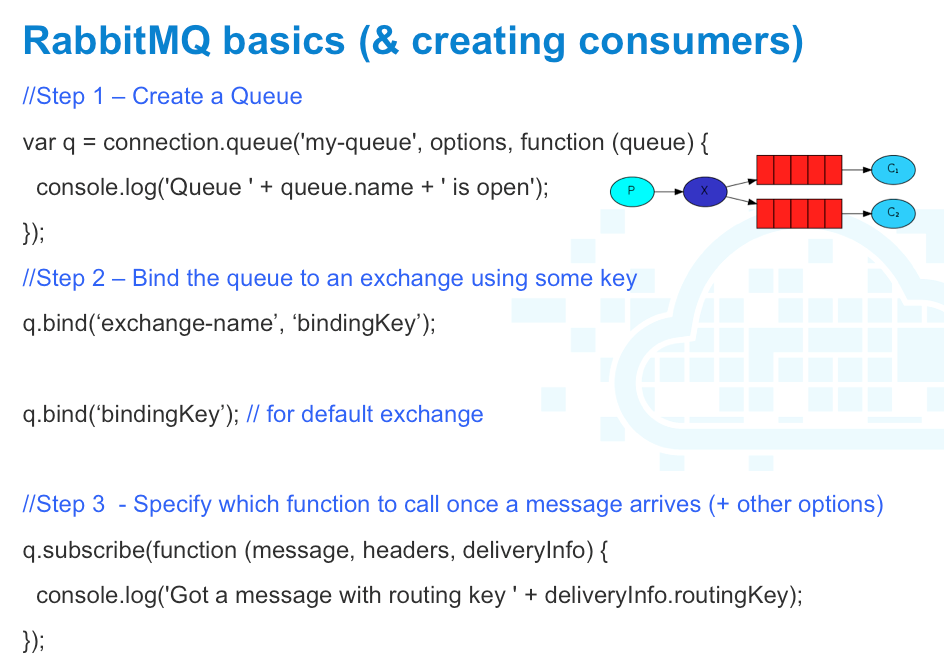 RabbitMQ basics (& creating consumers)
//Step 1 – Create a Queue
var q = connection.queue('my-queue', options, function (queue) {
  console.log('Queue ' + queue.name + ' is open');
});
P
X
C₁
C₂
//Step 2 – Bind the queue to an exchange using some key
q.bind(‘exchange-name’, ‘bindingKey’);
q.bind(‘bindingKey’); // for default exchange
//Step 3  - Specify which function to call once a message arrives (+ other options)
q.subscribe(function (message, headers, deliveryInfo) {
  console.log('Got a message with routing key ' + deliveryInfo.routingKey);
});